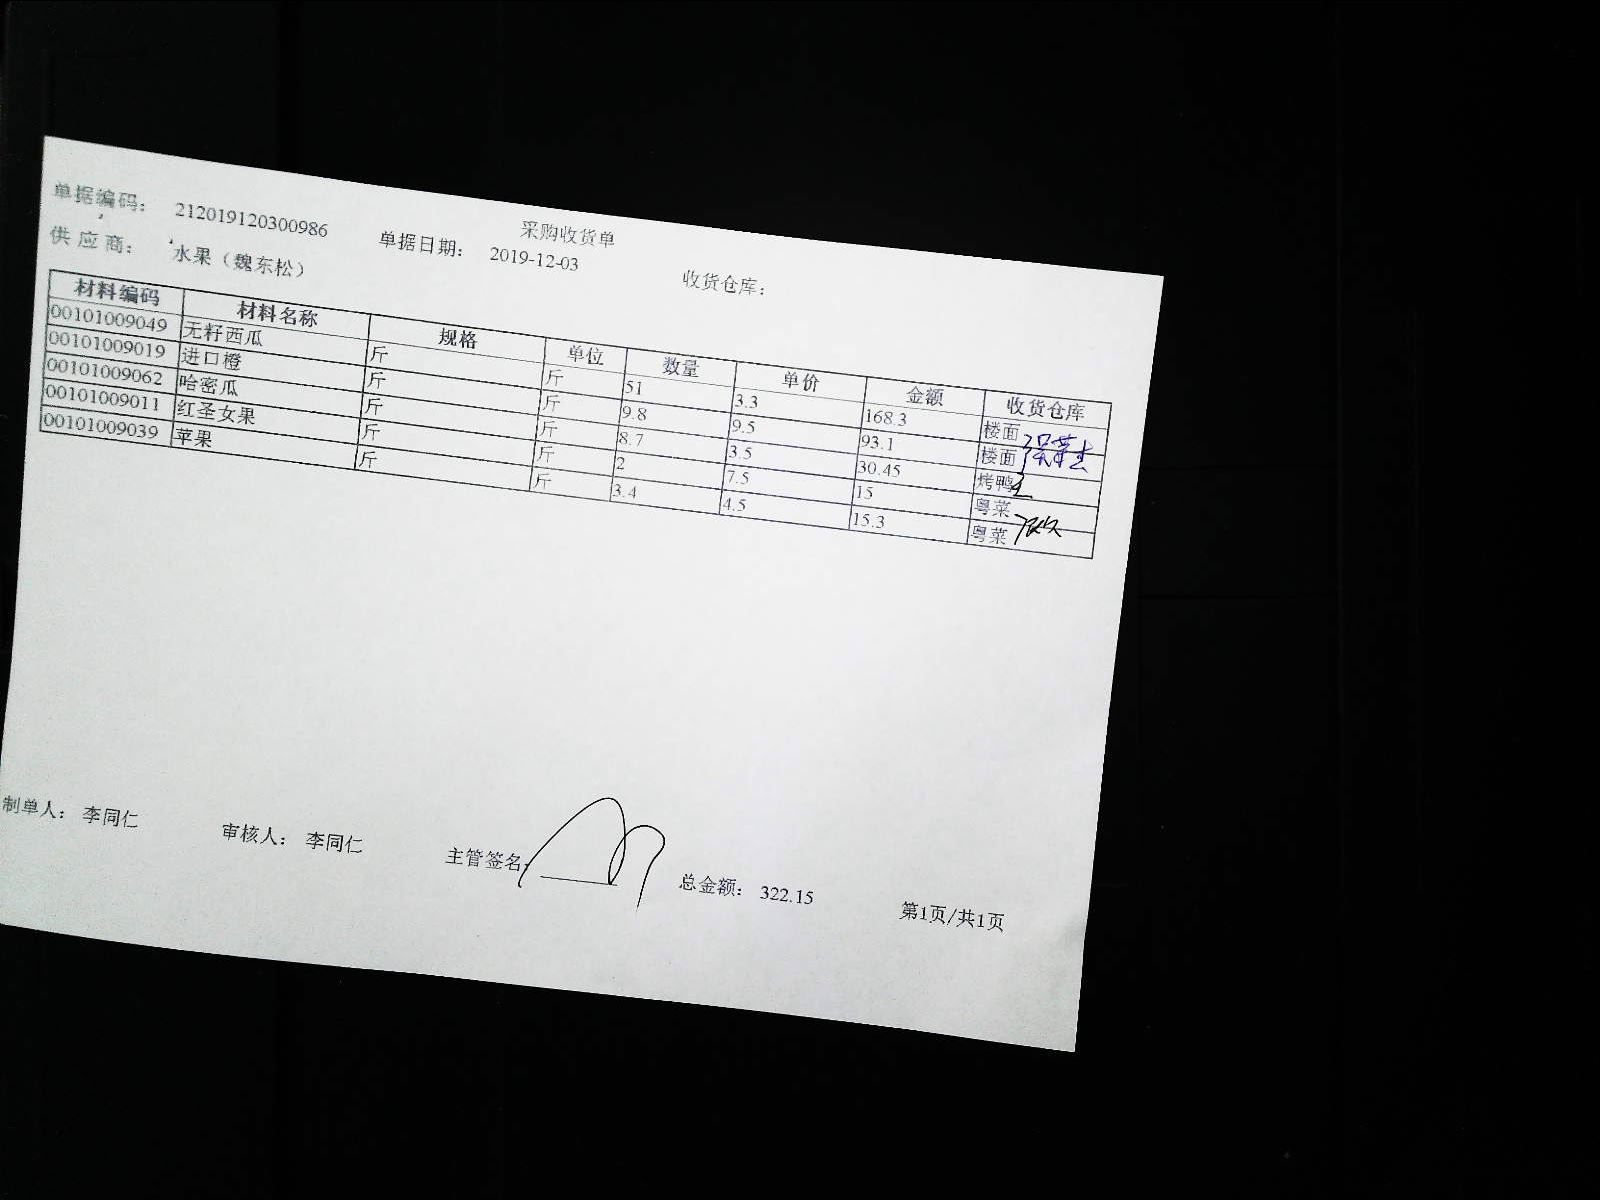 采购收货单
单据编码： 212019120300986 单据日期： 2019-12-03 收货仓库：
供应商： 水果（魏东松）
材料编码 材料名称 规格 单位 数量 单价 金额 收货仓库
00101009049 无籽西瓜 斤 斤 51 3.3 168.3 楼面
00101009019 进口橙 斤 斤 9.8 9.5 93.1 楼面
00101009062 哈密瓜 斤 斤 8.7 3.5 30.45 烤鸭
00101009011 红圣女果 斤 斤 2 7.5 15 粤菜
00101009039 苹果 斤 斤 3.4 4.5 15.3 粤菜
制单人： 李同仁 审核人： 李同仁 主管签名： 总金额： 322.15 第1页/共1页